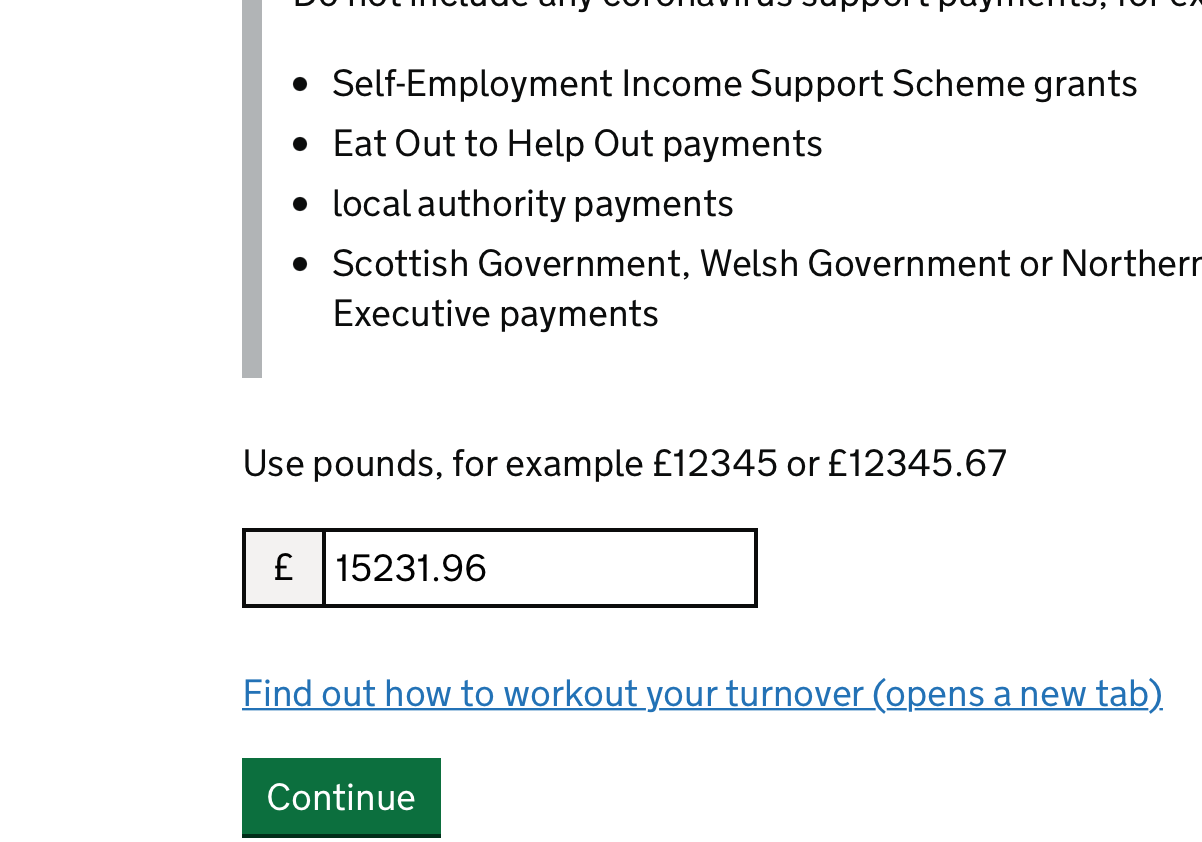 Do not include any coronavirus support payments, for ex
Self-Employment Income Support Scheme grants
Eat Out to Help Out payments
local authority payments
Scottish Government, Welsh Government or Northern
Executive payments
Use pounds, for example £12345 or £12345.67
£ 15231.96
Find out how to workout your turnover (opens a new tab)
Continue